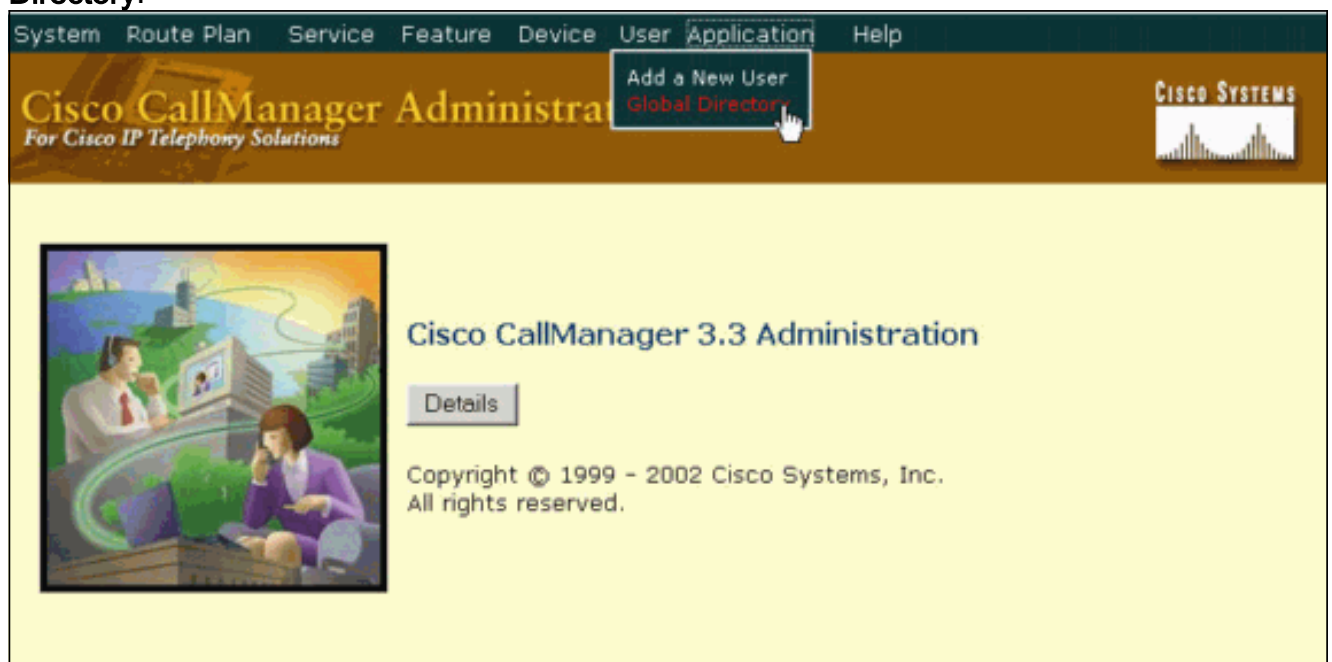 Directory.
System Route Plan Service Feature Device User Application Help
Add a New User
Global Directory
Cisco CallManager Administrat
For Cisco IP Telephony Solutions
CISCO SYSTEMS
Cisco CallManager 3.3 Administration
Details
Copyright © 1999 - 2002 Cisco Systems, Inc.
All rights reserved.